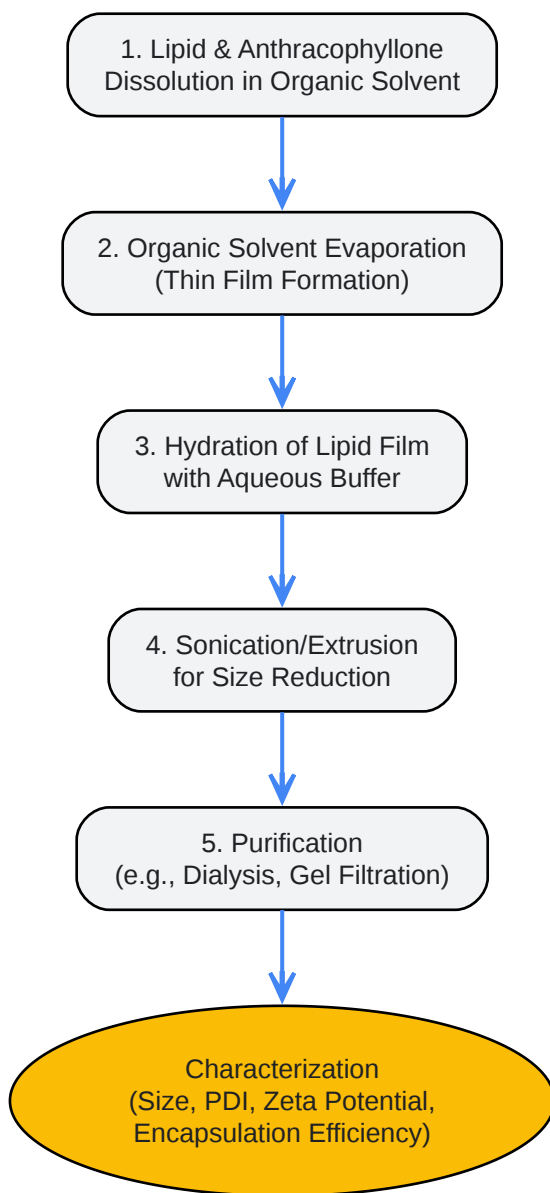 1. Lipid & Anthracophyllone
Dissolution in Organic Solvent
2. Organic Solvent Evaporation
(Thin Film Formation)
3. Hydration of Lipid Film
with Aqueous Buffer
4. Sonication/Extrusion
for Size Reduction
5. Purification
(e.g., Dialysis, Gel Filtration)
Characterization
(Size, PDI, Zeta Potential,
Encapsulation Efficiency)